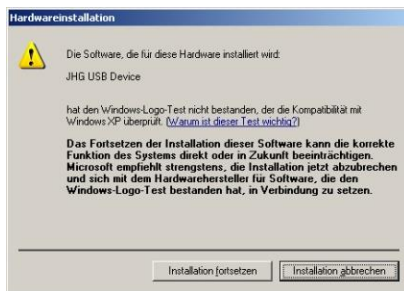 Hardwareinstallation
Die Software, die für diese Hardware installiert wird:
JHG USB Device
hat den Windows-Logo-Test nicht bestanden, der die Kompatibilität mit
Windows XP überprüft. (Warum ist dieser Test wichtig?)
Das Fortsetzen der Installation dieser Software kann die korrekte
Funktion des Systems direkt oder in Zukunft beeinträchtigen.
Microsoft empfiehlt strengstens, die Installation jetzt abzubrechen
und sich mit dem Hardwarehersteller für Software, die den
Windows-Logo-Test bestanden hat, in Verbindung zu setzen.
Installation fortsetzen
Installation abbrechen